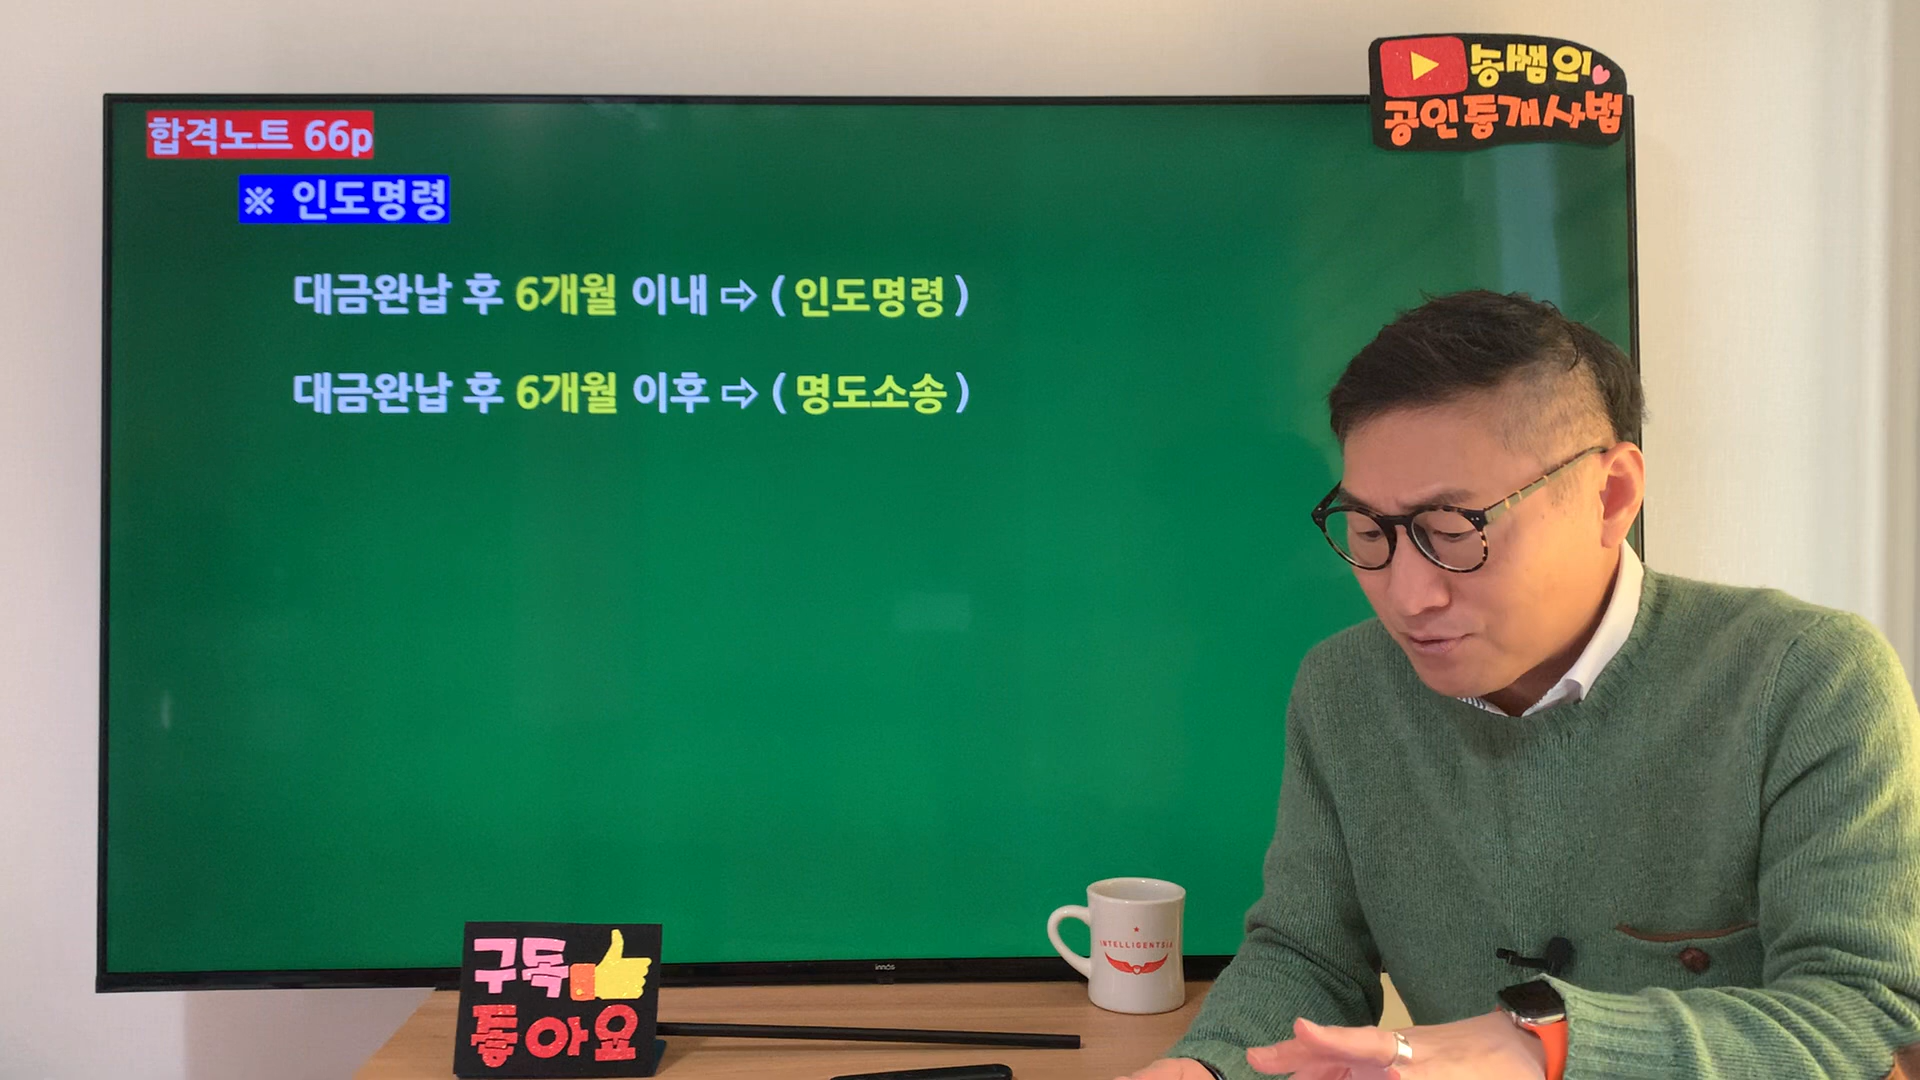 합격노트 66p
※ 인도명령
대금완납 후 6개월 이내 ⇨ ( 인도명령 )
대금완납 후 6개월 이후 ⇨ ( 명도소송 )
송쌤의
공인중개사법
구독
좋아요
INTELLIGENTSIA
innos